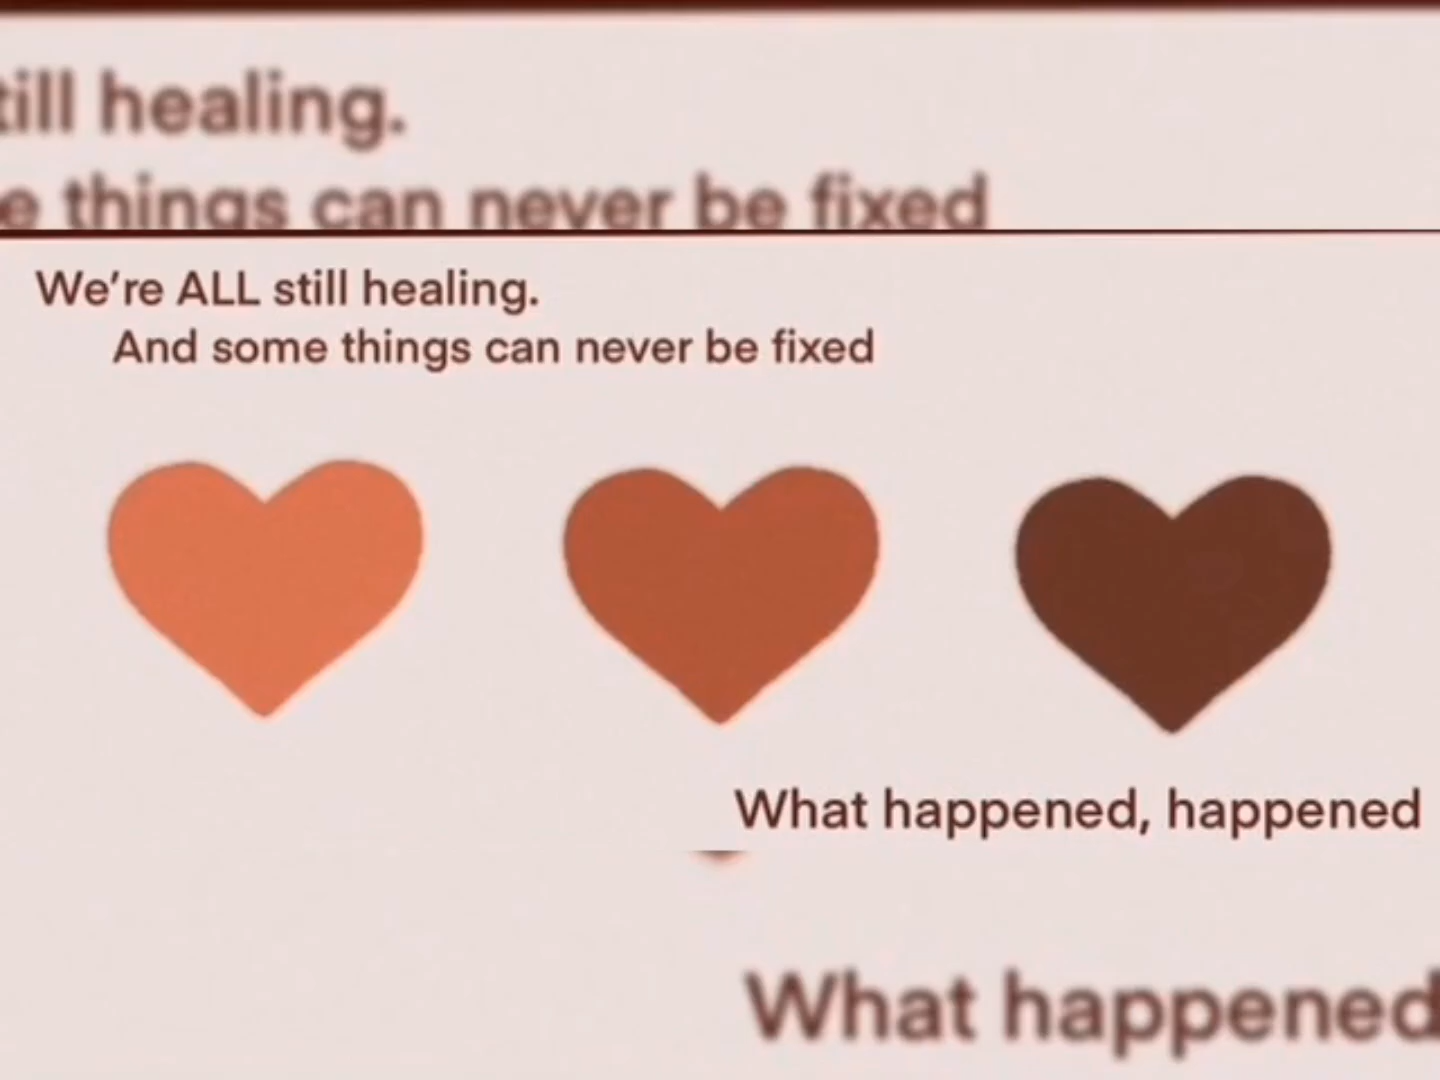 till healing.
e things can never be fixed
We're ALL still healing.
And some things can never be fixed
What happened, happened
What happened